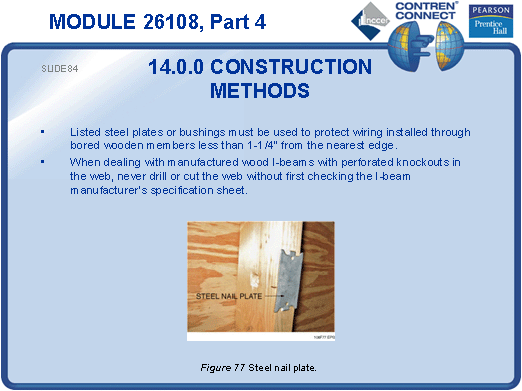 MODULE 26108, Part 4
nccer
CONTREN®
CONNECT
PEARSON
Prentice
Hall
SLIDE 84
14.0.0 CONSTRUCTION
METHODS
• Listed steel plates or bushings must be used to protect wiring installed through
bored wooden members less than 1-1/4" from the nearest edge.
• When dealing with manufactured wood I-beams with perforated knockouts in
the web, never drill or cut the web without first checking the I-beam
manufacturer's specification sheet.
STEEL NAIL PLATE
Figure 77 Steel nail plate.